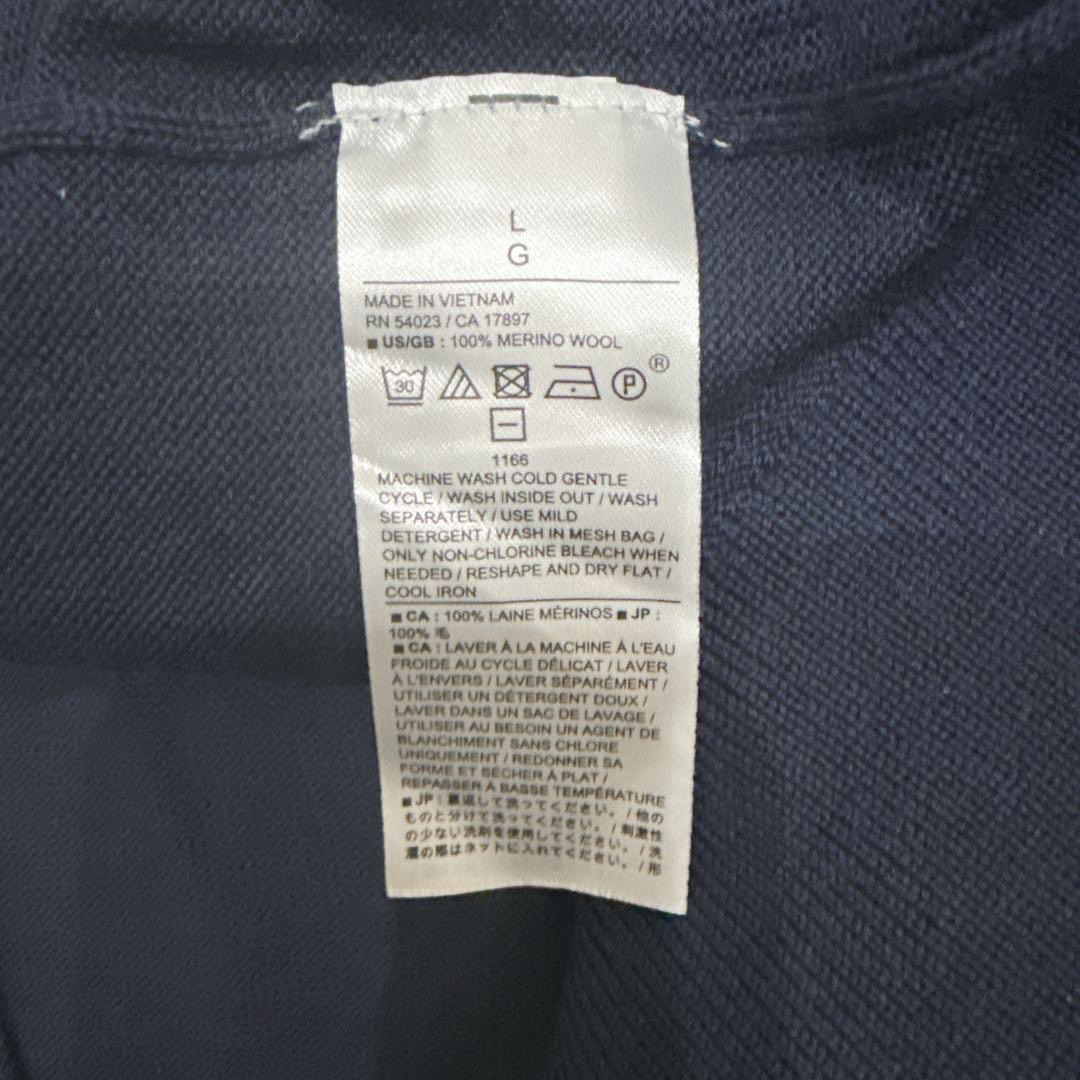 L
G
MADE IN VIETNAM
RN 54023 / CA 17897
■ US/GB : 100% MERINO WOOL
30 P ®
1166
MACHINE WASH COLD GENTLE
CYCLE / WASH INSIDE OUT / WASH
SEPARATELY / USE MILD
DETERGENT / WASH IN MESH BAG /
ONLY NON-CHLORINE BLEACH WHEN
NEEDED / RESHAPE AND DRY FLAT /
COOL IRON
■ CA : 100% LAINE MÉRINOS ■ JP :
100% 毛
■ CA : LAVER À LA MACHINE À L'EAU
FROIDE AU CYCLE DÉLICAT / LAVER
À L'ENVERS / LAVER SÉPARÉMENT /
UTILISER UN DÉTERGENT DOUX /
LAVER DANS UN SAC DE LAVAGE /
UTILISER AU BESOIN UN AGENT DE
BLANCHIMENT SANS CHLORE
UNIQUEMENT / REDONNER SA
FORME ET SÉCHER À PLAT /
REPASSER À BASSE TEMPÉRATURE
■ JP : 裏返して洗ってください。 / 他の
ものと分けて洗ってください。 / 刺激性
の少ない洗剤を使用してください。 / 洗
濯の際はネットに入れてください。 / 形